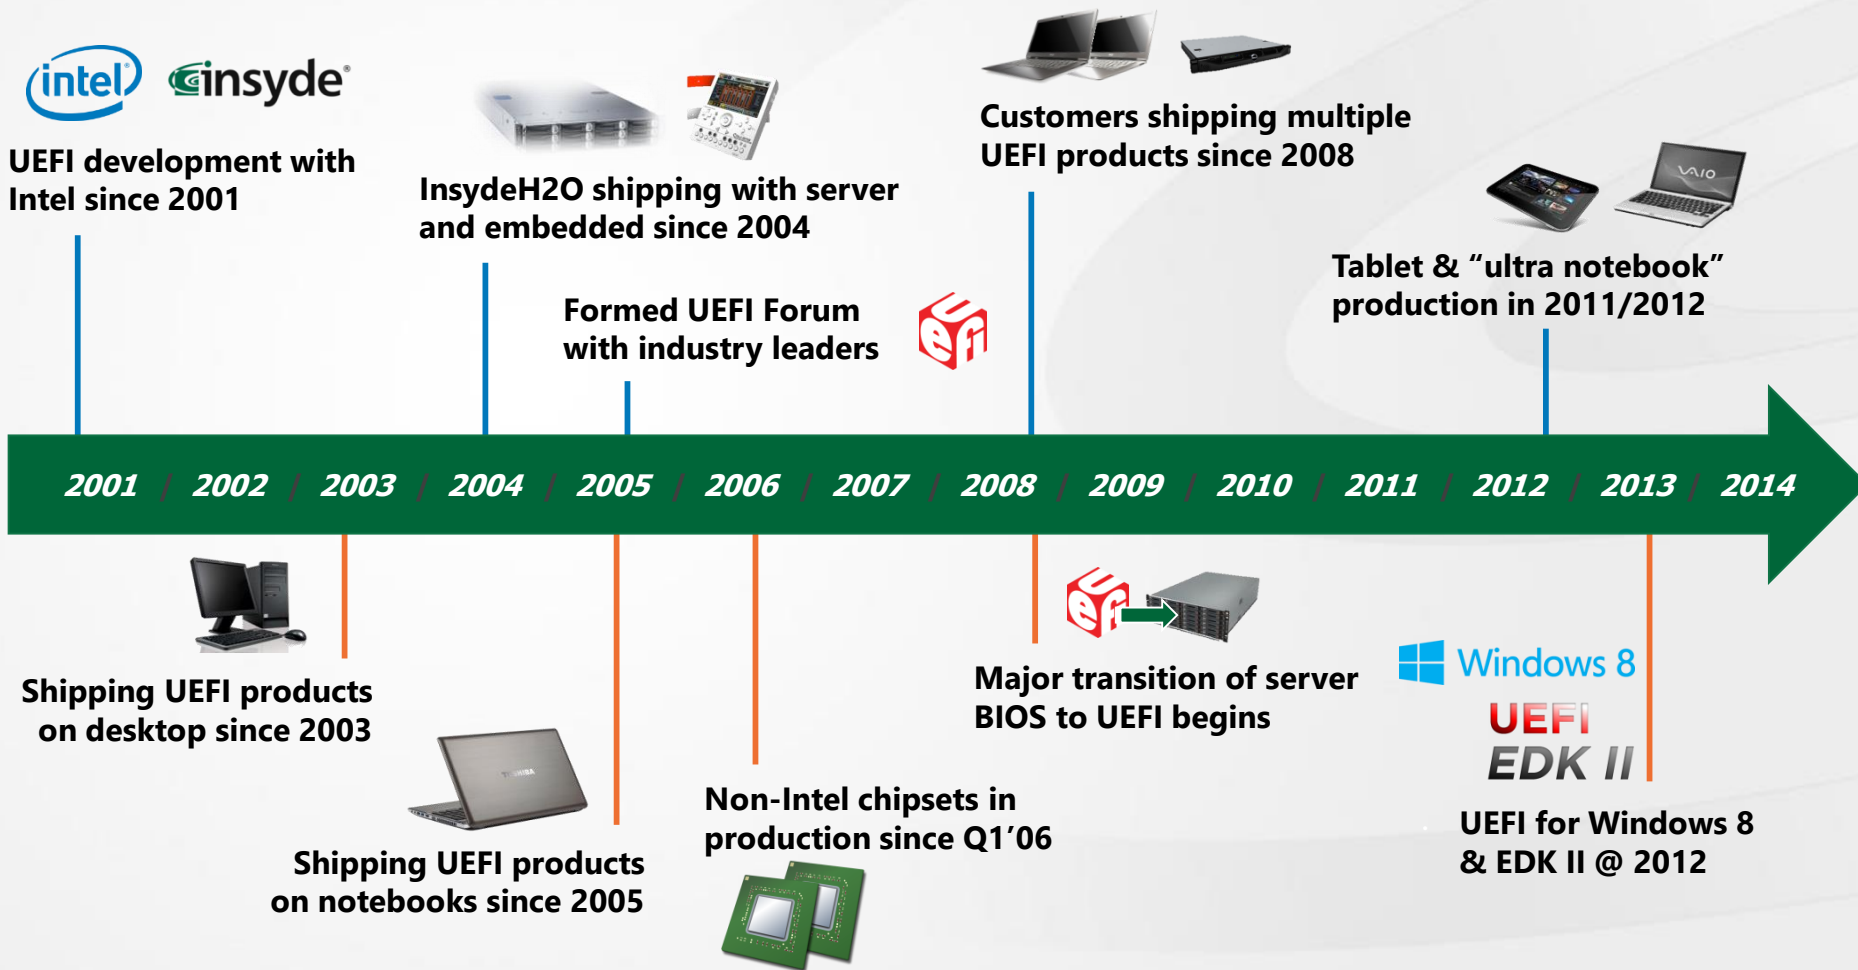 intel
insyde®
UEFI development with
Intel since 2001
InsydeH2O shipping with server
and embedded since 2004
Formed UEFI Forum
with industry leaders
uefi
Customers shipping multiple
UEFI products since 2008
VAIO
Tablet & “ultra notebook”
production in 2011/2012
2001 / 2002 / 2003 / 2004 / 2005 / 2006 / 2007 / 2008 / 2009 / 2010 / 2011 / 2012 / 2013 / 2014
Shipping UEFI products
on desktop since 2003
TOSHIBA
Shipping UEFI products
on notebooks since 2005
Non-Intel chipsets in
production since Q1’06
uefi
Major transition of server
BIOS to UEFI begins
Windows 8
UEFI
EDK II
UEFI for Windows 8
& EDK II @ 2012